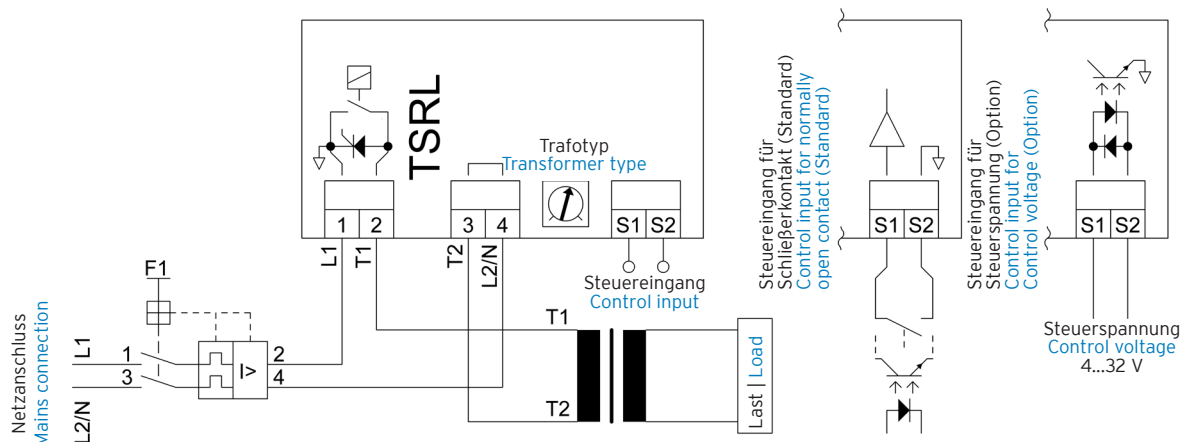 TSRL
Trafotyp
Transformer type
1 2
3 4
S1 S2
L1
T1
T2
L2/N
Steuereingang
Control input
F1
Netzanschluss
Mains connection
L1
L2/N
1
3
I>
2
4
T1
T2
Last | Load
Steuereingang für
Schließerkontakt (Standard)
Control input for normally
open contact (Standard)
S1 S2
Steuereingang für
Steuerspannung (Option)
Control input for
Control voltage (Option)
S1 S2
Steuerspannung
Control voltage
4...32 V